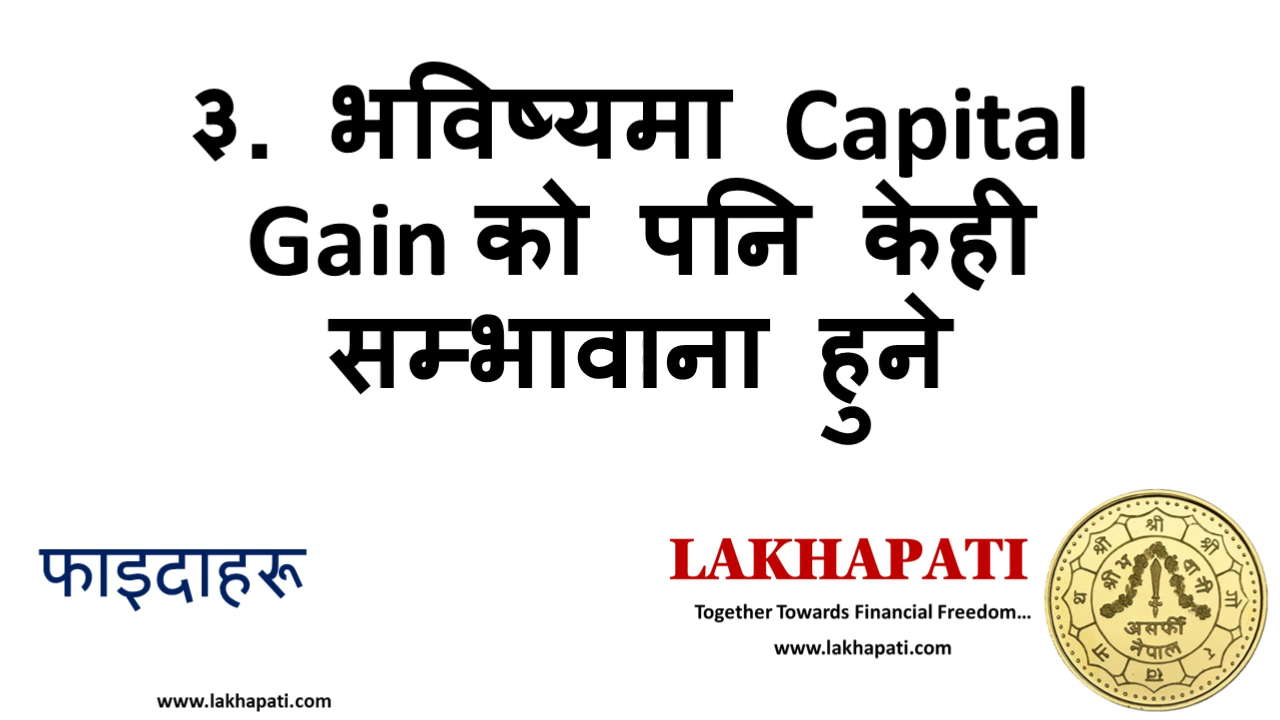 ३. भविष्यमा Capital
Gain को पनि केही
सम्भावाना हुने
फाइदाहरू
LAKHAPATI
Together Towards Financial Freedom...
www.lakhapati.com
www.lakhapati.com
श्री
श्री
श्री
श्री भ
वानी
असर्फी
नेपाल